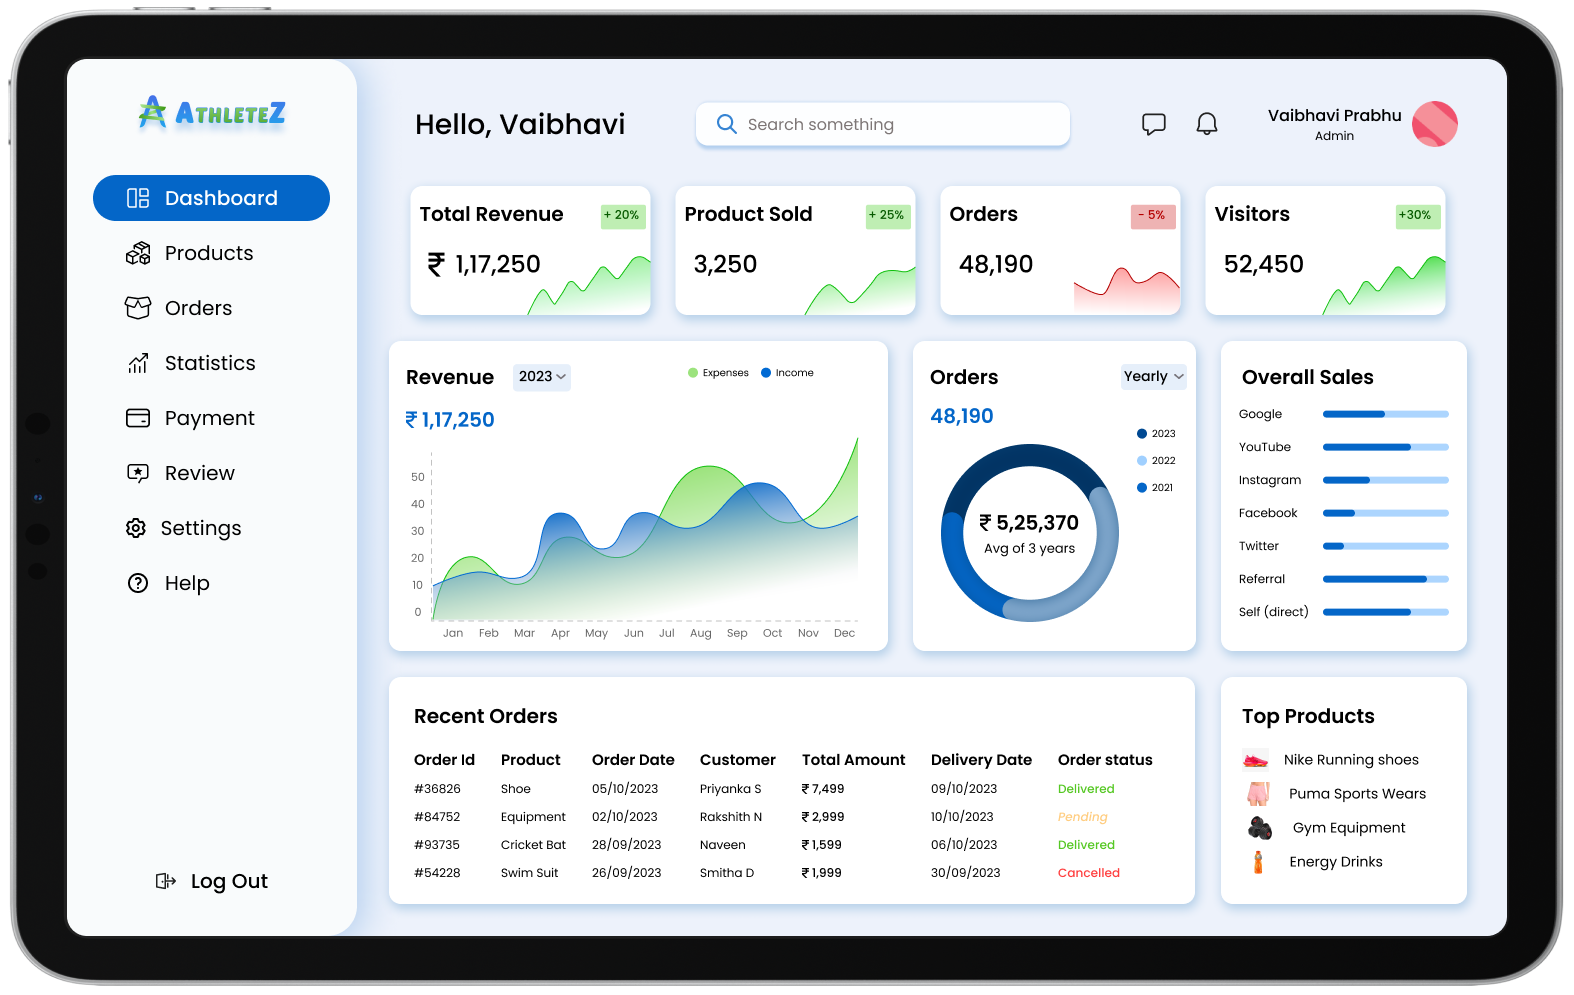 ATHLETEZ
Dashboard
Products
Orders
Statistics
Payment
Review
Settings
Help
Log Out
Hello, Vaibhavi
Search something
Vaibhavi Prabhu
Admin
Total Revenue + 20%
₹ 1,17,250
Product Sold + 25%
3,250
Orders - 5%
48,190
Visitors +30%
52,450
Revenue 2023 Expenses Income
₹ 1,17,250
50
40
30
20
10
0
Jan Feb Mar Apr May Jun Jul Aug Sep Oct Nov Dec
Orders Yearly
48,190
2023
2022
2021
₹ 5,25,370
Avg of 3 years
Overall Sales
Google
YouTube
Instagram
Facebook
Twitter
Referral
Self (direct)
Recent Orders
Order Id Product Order Date Customer Total Amount Delivery Date Order status
#36826 Shoe 05/10/2023 Priyanka S ₹ 7,499 09/10/2023 Delivered
#84752 Equipment 02/10/2023 Rakshith N ₹ 2,999 10/10/2023 Pending
#93735 Cricket Bat 28/09/2023 Naveen ₹ 1,599 06/10/2023 Delivered
#54228 Swim Suit 26/09/2023 Smitha D ₹ 1,999 30/09/2023 Cancelled
Top Products
Nike Running shoes
Puma Sports Wears
Gym Equipment
Energy Drinks